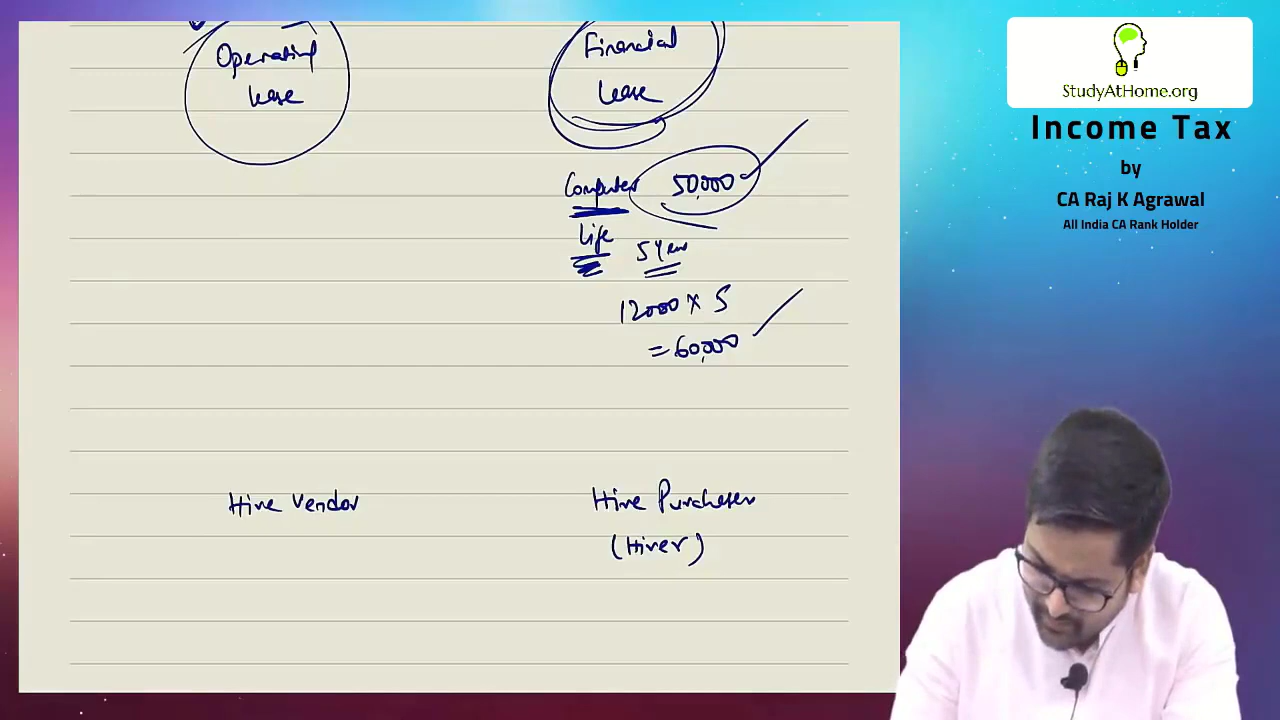 Operating
lease
Financial
lease
Computer 50,000
Life
5 Years
12000 × 5
= 60,000
Hire Vendor
Hire Purchaser
(Hirer)
StudyAtHome.org
Income Tax
by
CA Raj K Agrawal
All India CA Rank Holder